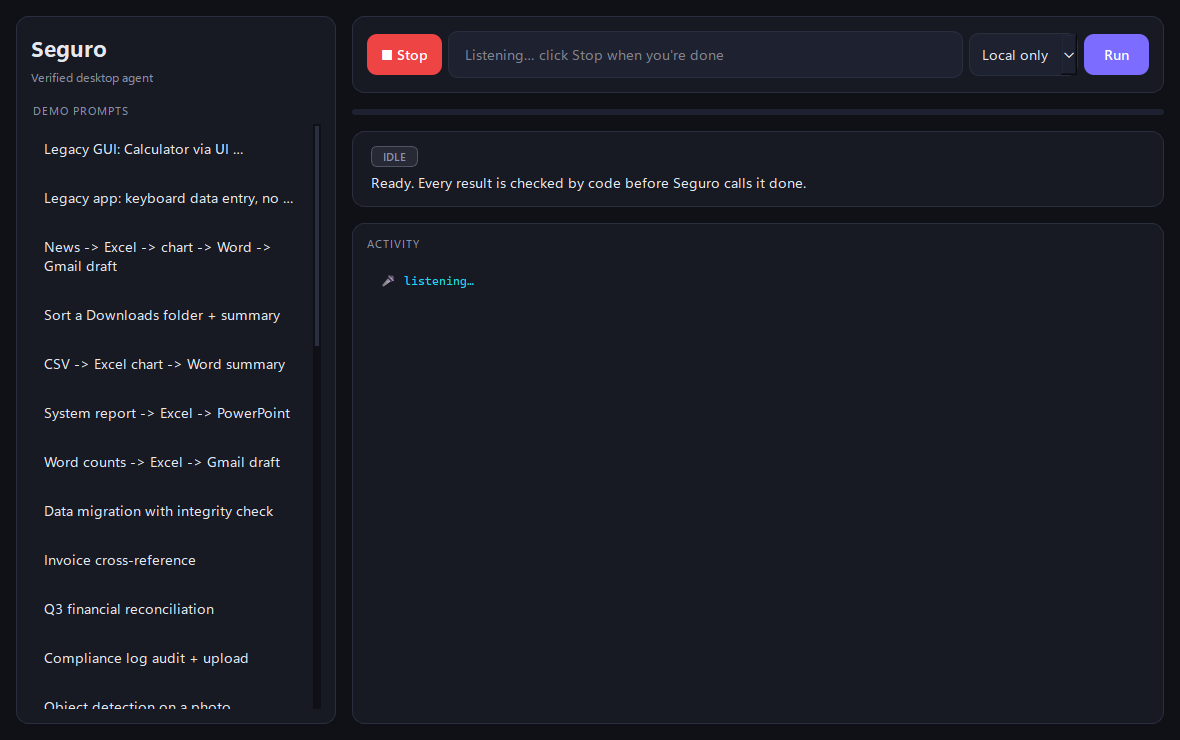 Seguro
Verified desktop agent
DEMO PROMPTS
Legacy GUI: Calculator via UI ...
Legacy app: keyboard data entry, no ...
News -> Excel -> chart -> Word ->
Gmail draft
Sort a Downloads folder + summary
CSV -> Excel chart -> Word summary
System report -> Excel -> PowerPoint
Word counts -> Excel -> Gmail draft
Data migration with integrity check
Invoice cross-reference
Q3 financial reconciliation
Compliance log audit + upload
Object detection on a photo
Stop
Listening... click Stop when you're done
Local only
Run
IDLE
Ready. Every result is checked by code before Seguro calls it done.
ACTIVITY
listening…